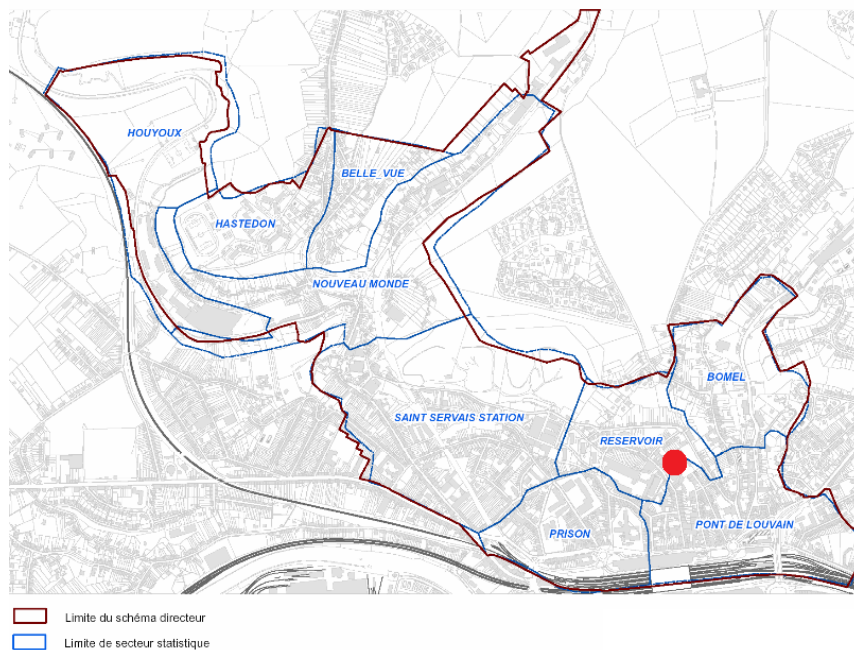 HOUYOUX
BELLE_VUE
HASTEDON
NOUVEAU MONDE
BOMEL
SAINT SERVAIS STATION
RESERVOIR
PRISON
PONT DE LOUVAIN
Limite du schéma directeur
Limite de secteur statistique